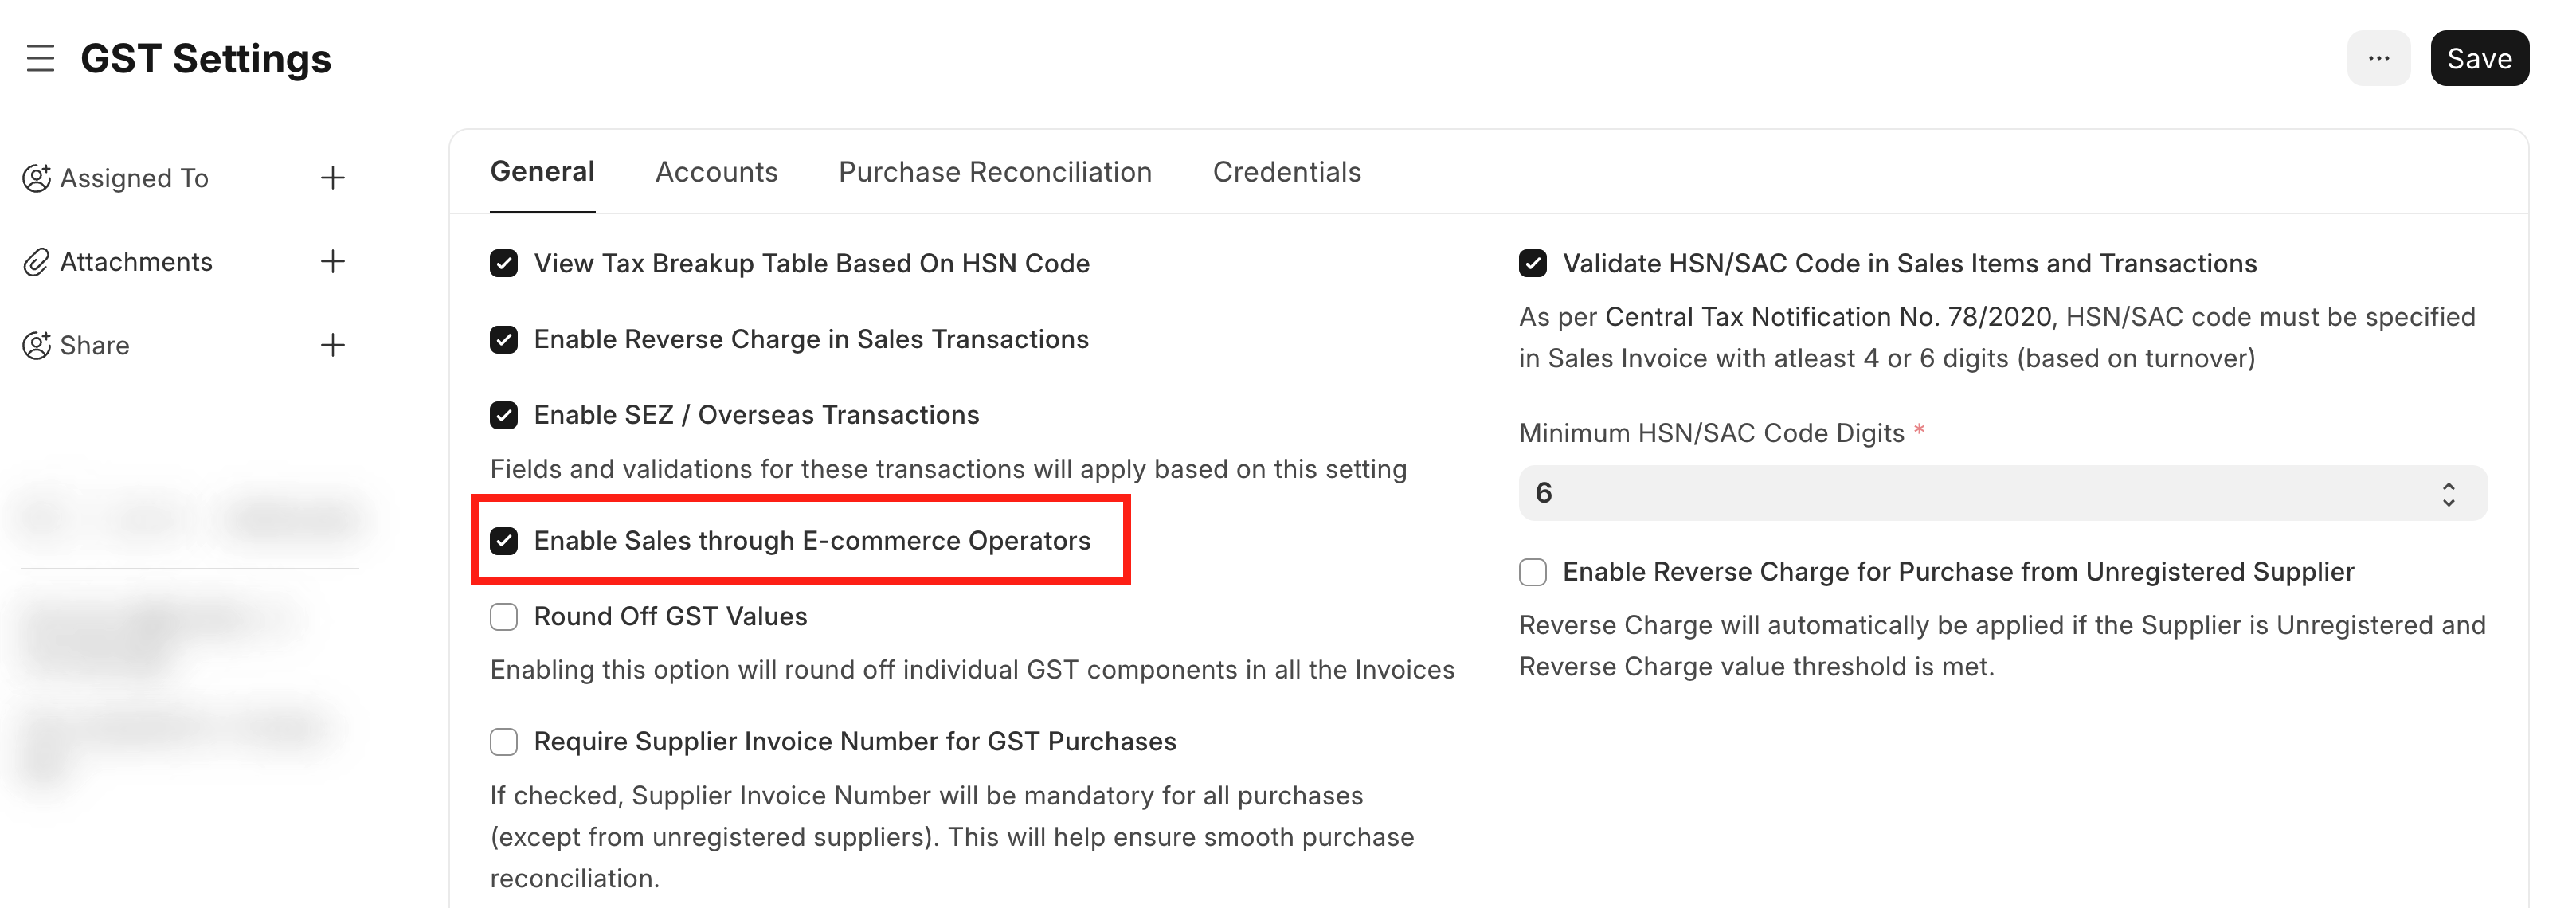 GST Settings
...
Save
Assigned To
Attachments
Share
General
Accounts
Purchase Reconciliation
Credentials
View Tax Breakup Table Based On HSN Code
Enable Reverse Charge in Sales Transactions
Enable SEZ / Overseas Transactions
Fields and validations for these transactions will apply based on this setting
Enable Sales through E-commerce Operators
Round Off GST Values
Enabling this option will round off individual GST components in all the Invoices
Require Supplier Invoice Number for GST Purchases
If checked, Supplier Invoice Number will be mandatory for all purchases
(except from unregistered suppliers). This will help ensure smooth purchase
reconciliation.
Validate HSN/SAC Code in Sales Items and Transactions
As per Central Tax Notification No. 78/2020, HSN/SAC code must be specified
in Sales Invoice with atleast 4 or 6 digits (based on turnover)
Minimum HSN/SAC Code Digits *
6
Enable Reverse Charge for Purchase from Unregistered Supplier
Reverse Charge will automatically be applied if the Supplier is Unregistered and
Reverse Charge value threshold is met.